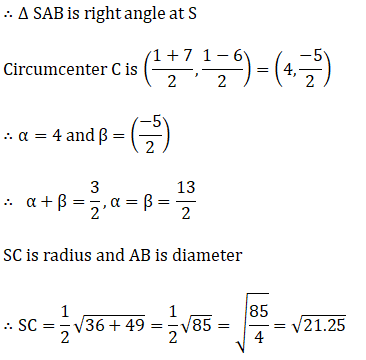 ∴ Δ SAB is right angle at S
Circumcenter C is (1 + 7/2, 1 − 6/2) = (4, −5/2)
∴ α = 4 and β = (−5/2)
∴ α + β = 3/2, α = β = 13/2
SC is radius and AB is diameter
∴ SC = 1/2 √36 + 49 = 1/2 √85 = √85/4 = √21.25